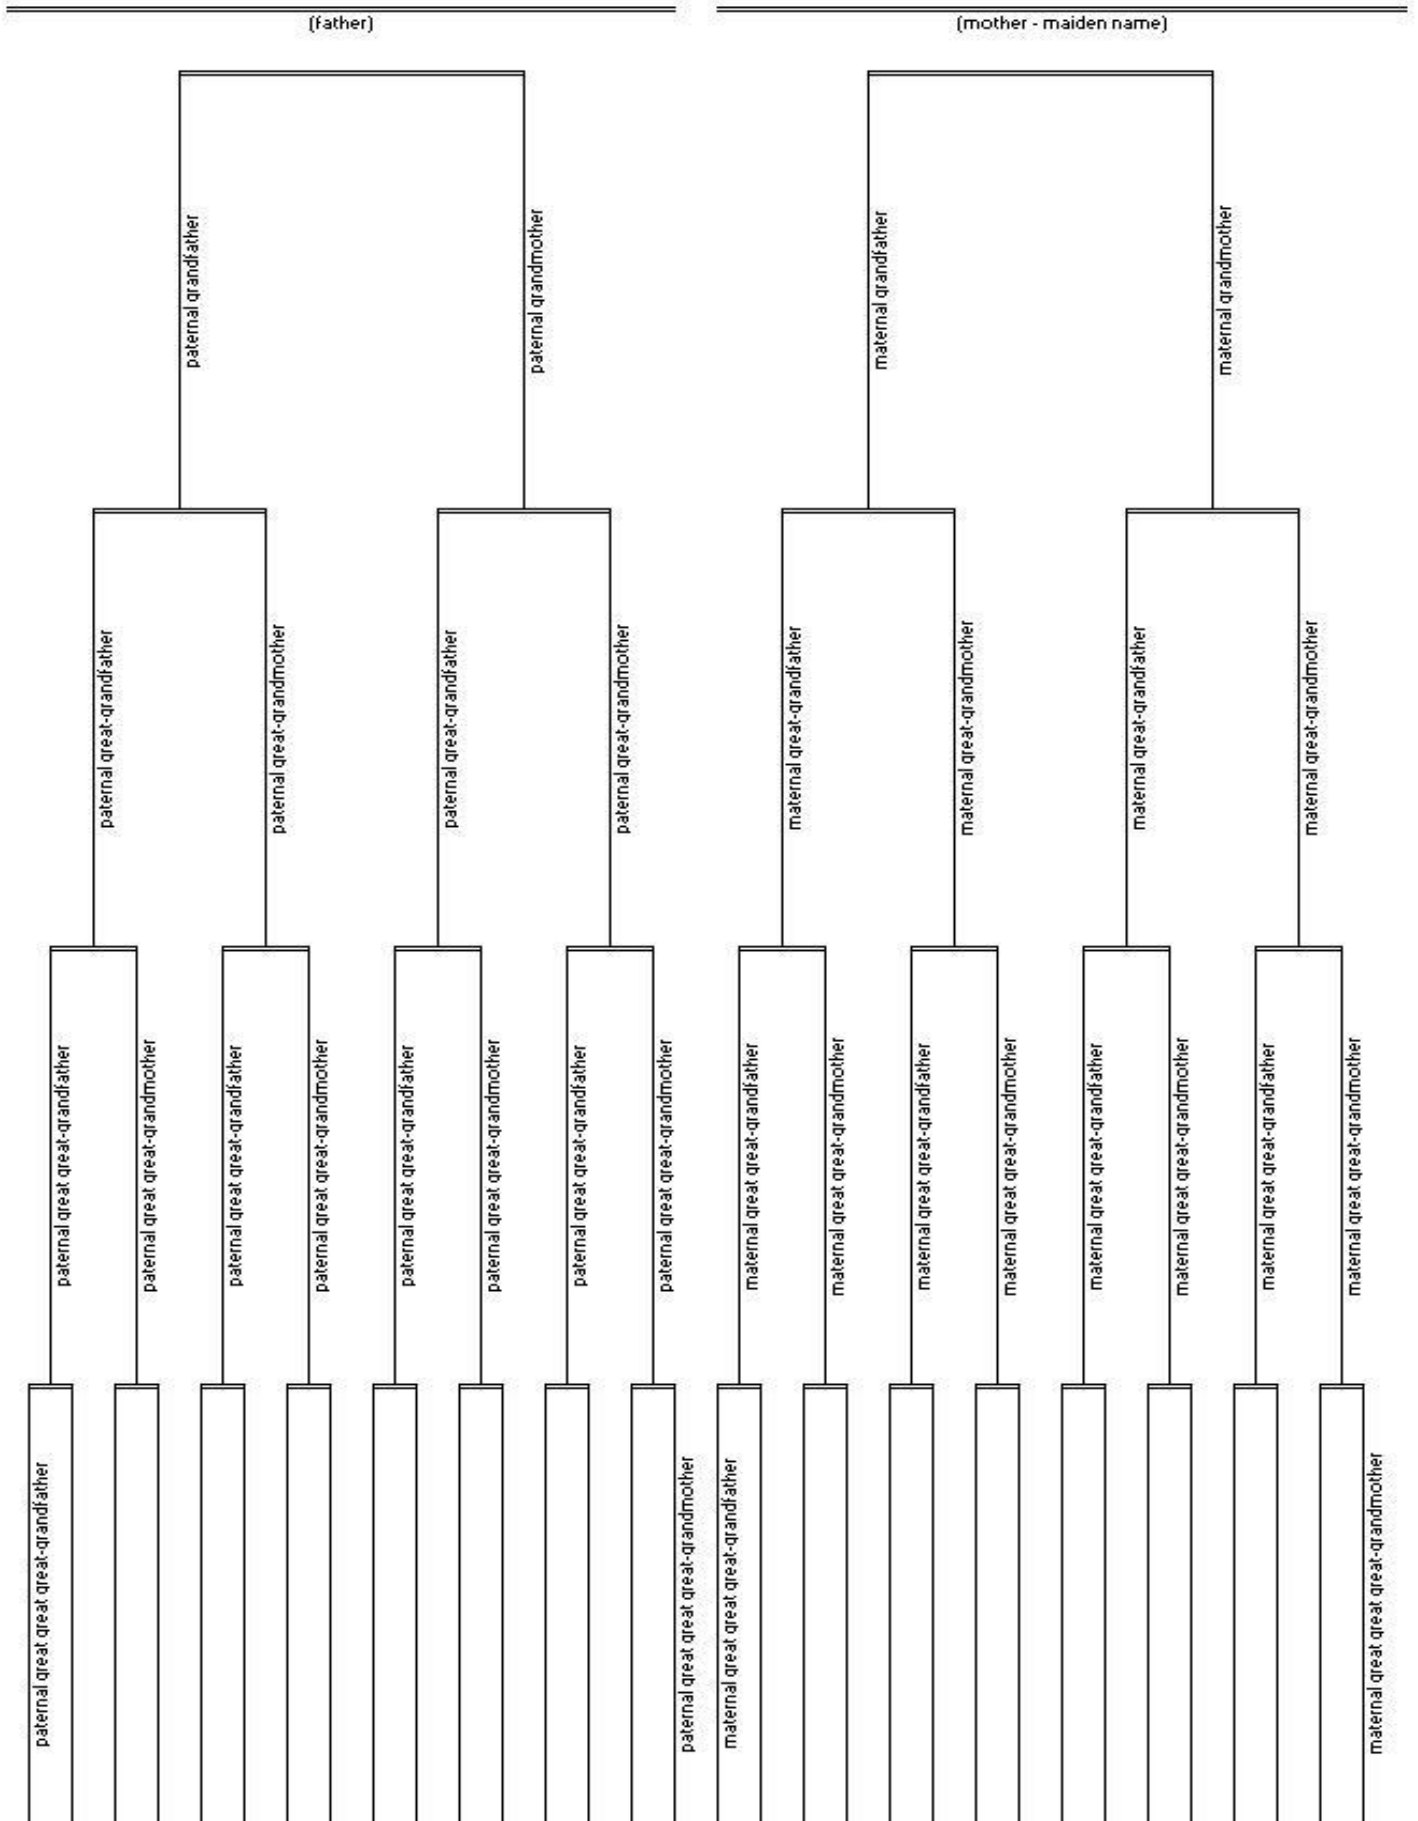 (father)
(mother - maiden name)
paternal grandfather
paternal grandmother
maternal grandfather
maternal grandmother
paternal great-grandfather
paternal great-grandmother
paternal great-grandfather
paternal great-grandmother
maternal great-grandfather
maternal great-grandmother
maternal great-grandfather
maternal great-grandmother
paternal great great-grandfather
paternal great great-grandmother
paternal great great-grandfather
paternal great great-grandmother
paternal great great-grandfather
paternal great great-grandmother
paternal great great-grandfather
paternal great great-grandmother
maternal great great-grandfather
maternal great great-grandmother
maternal great great-grandfather
maternal great great-grandmother
maternal great great-grandfather
maternal great great-grandmother
maternal great great-grandfather
maternal great great-grandmother
paternal great great great-grandfather
paternal great great great-grandmother
maternal great great great-grandfather
maternal great great great-grandmother